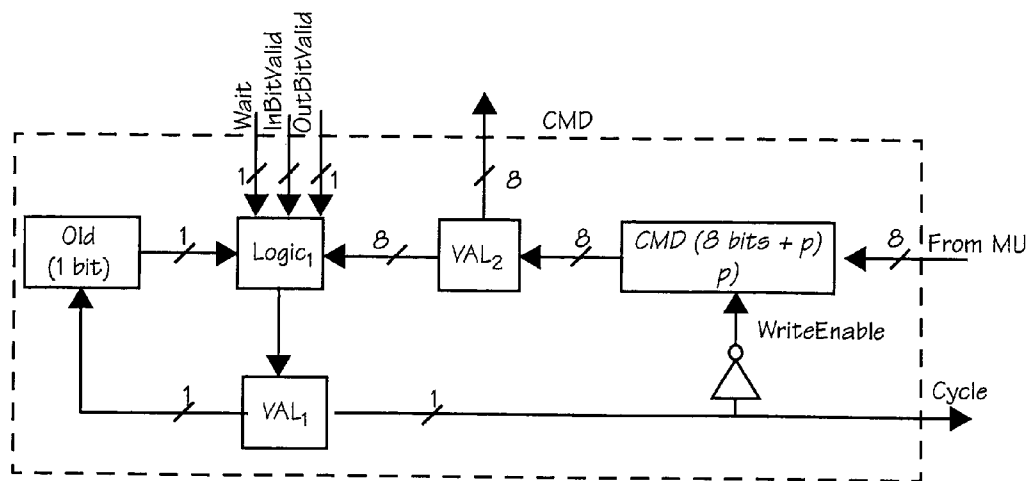 Wait
InBitValid
OutBitValid
CMD
1
1
8
Old
(1 bit)
1
Logic1
8
VAL2
8
CMD (8 bits + p)
p)
8
From MU
WriteEnable
1
VAL1
1
Cycle